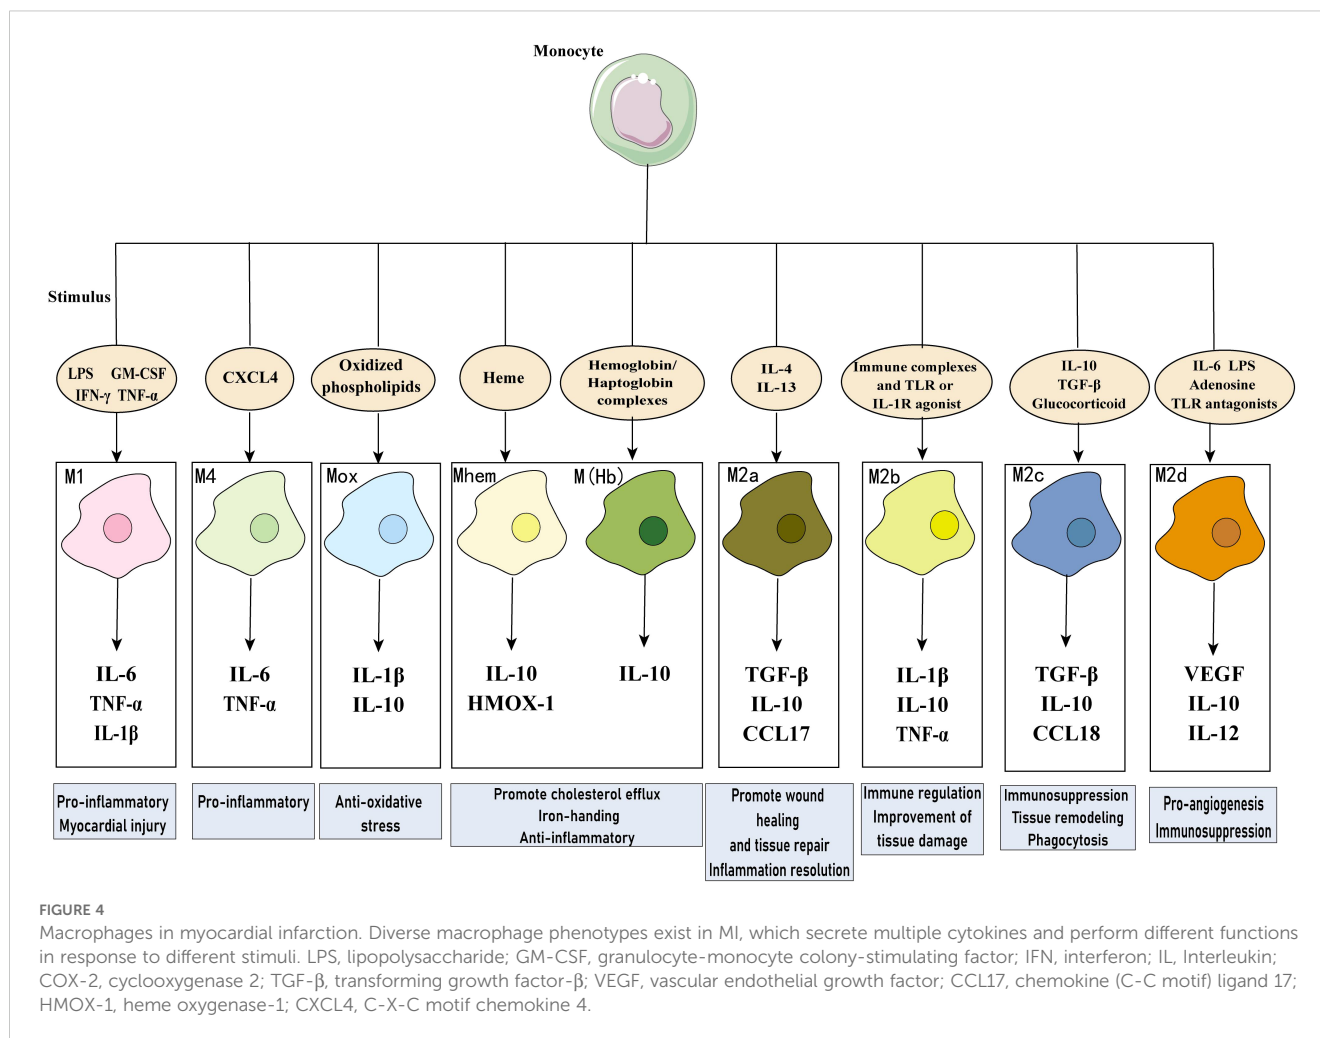 Monocyte
Stimulus
LPS GM-CSF
IFN-γ TNF-α
CXCL4
Oxidized
phospholipids
Heme
Hemoglobin/
Haptoglobin
complexes
IL-4
IL-13
Immune complexes
and TLR or
IL-1R agonist
IL-10
TGF-β
Glucocorticoid
IL-6 LPS
Adenosine
TLR antagonists
M1
M4
Mox
Mhem
M(Hb)
M2a
M2b
M2c
M2d
IL-6
TNF-α
IL-1β
IL-6
TNF-α
IL-1β
IL-10
IL-10
HMOX-1
IL-10
TGF-β
IL-10
CCL17
IL-1β
IL-10
TNF-α
TGF-β
IL-10
CCL18
VEGF
IL-10
IL-12
Pro-inflammatory
Myocardial injury
Pro-inflammatory
Anti-oxidative
stress
Promote cholesterol efflux
Iron-handing
Anti-inflammatory
Promote wound
healing
and tissue repair
Inflammation resolution
Immune regulation
Improvement of
tissue damage
Immunosuppression
Tissue remodeling
Phagocytosis
Pro-angiogenesis
Immunosuppression
FIGURE 4
Macrophages in myocardial infarction. Diverse macrophage phenotypes exist in MI, which secrete multiple cytokines and perform different functions
in response to different stimuli. LPS, lipopolysaccharide; GM-CSF, granulocyte-monocyte colony-stimulating factor; IFN, interferon; IL, Interleukin;
COX-2, cyclooxygenase 2; TGF-β, transforming growth factor-β; VEGF, vascular endothelial growth factor; CCL17, chemokine (C-C motif) ligand 17;
HMOX-1, heme oxygenase-1; CXCL4, C-X-C motif chemokine 4.